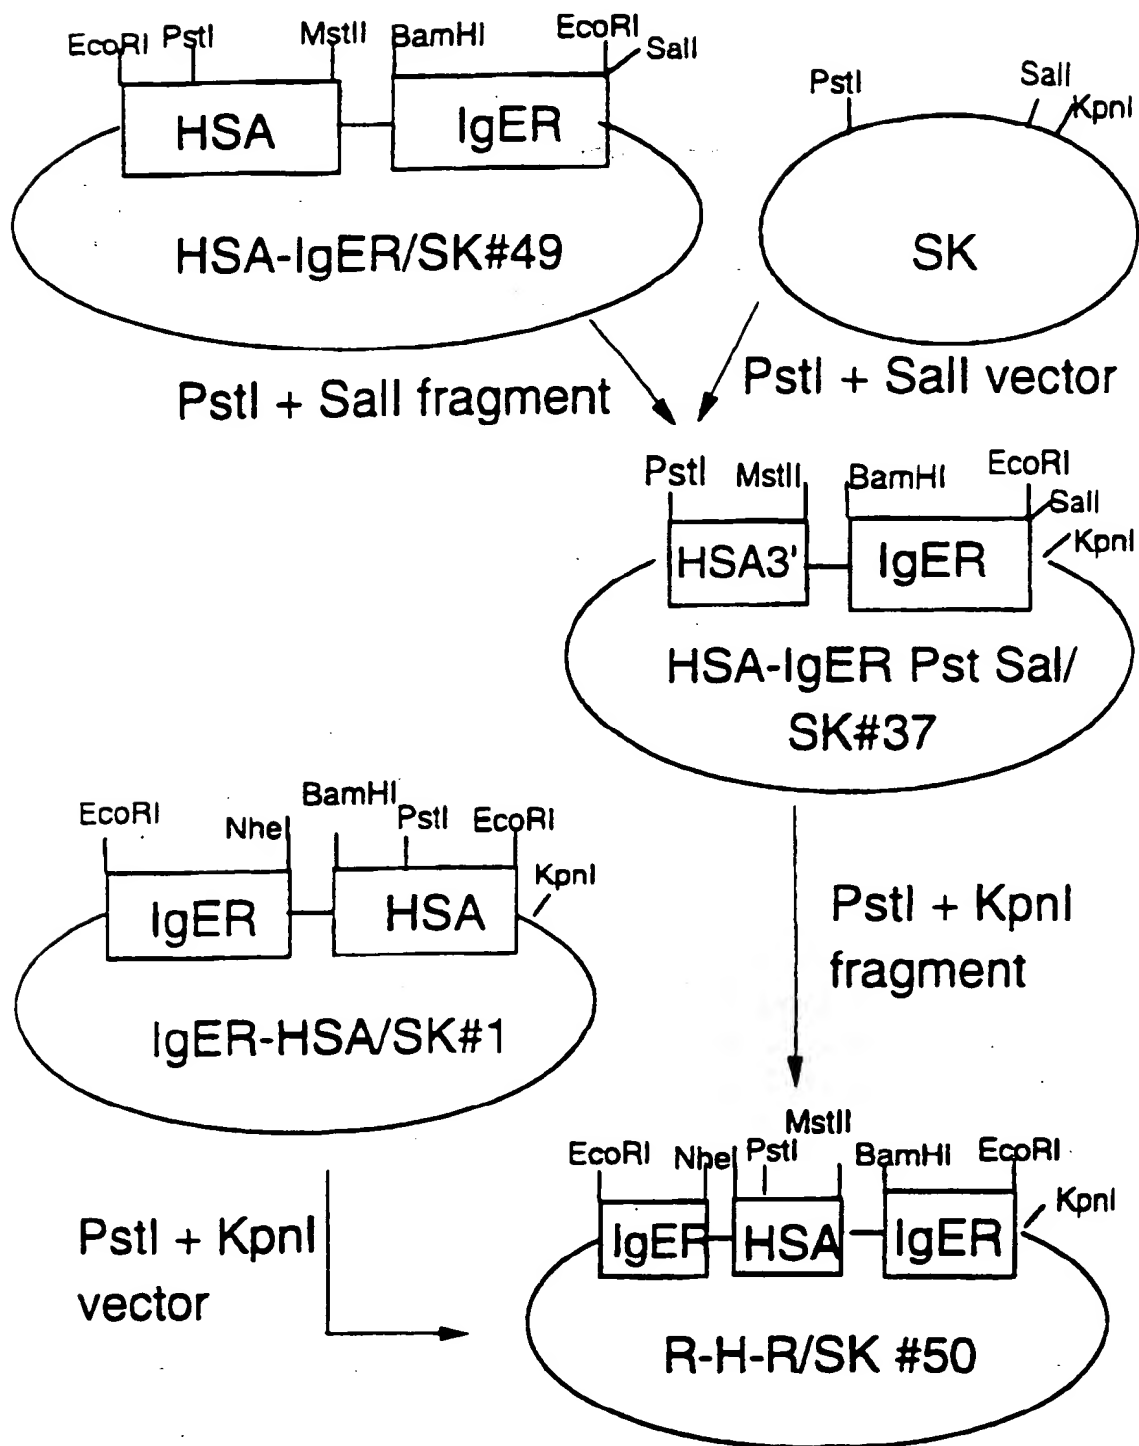 EcoRI PstI MstII BamHI EcoRI SalI
HSA IgER
HSA-IgER/SK#49
PstI SalI KpnI
SK
PstI + SalI fragment
PstI + SalI vector
PstI MstII BamHI EcoRI SalI KpnI
HSA3' IgER
HSA-IgER Pst Sal/
SK#37
EcoRI NheI BamHI PstI EcoRI KpnI
IgER HSA
IgER-HSA/SK#1
PstI + KpnI
fragment
PstI + KpnI
vector
MstII
EcoRI NheI PstI BamHI EcoRI KpnI
IgER HSA IgER
R-H-R/SK #50